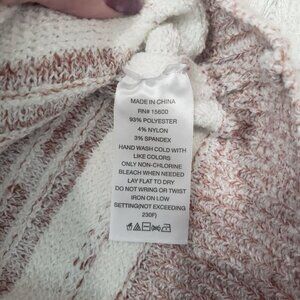 MADE IN CHINA
RN# 15600
93% POLYESTER
4% NYLON
3% SPANDEX
HAND WASH COLD WITH
LIKE COLORS
ONLY NON-CHLORINE
BLEACH WHEN NEEDED
LAY FLAT TO DRY
DO NOT WRING OR TWIST
IRON ON LOW
SETTING(NOT EXCEEDING
230F)